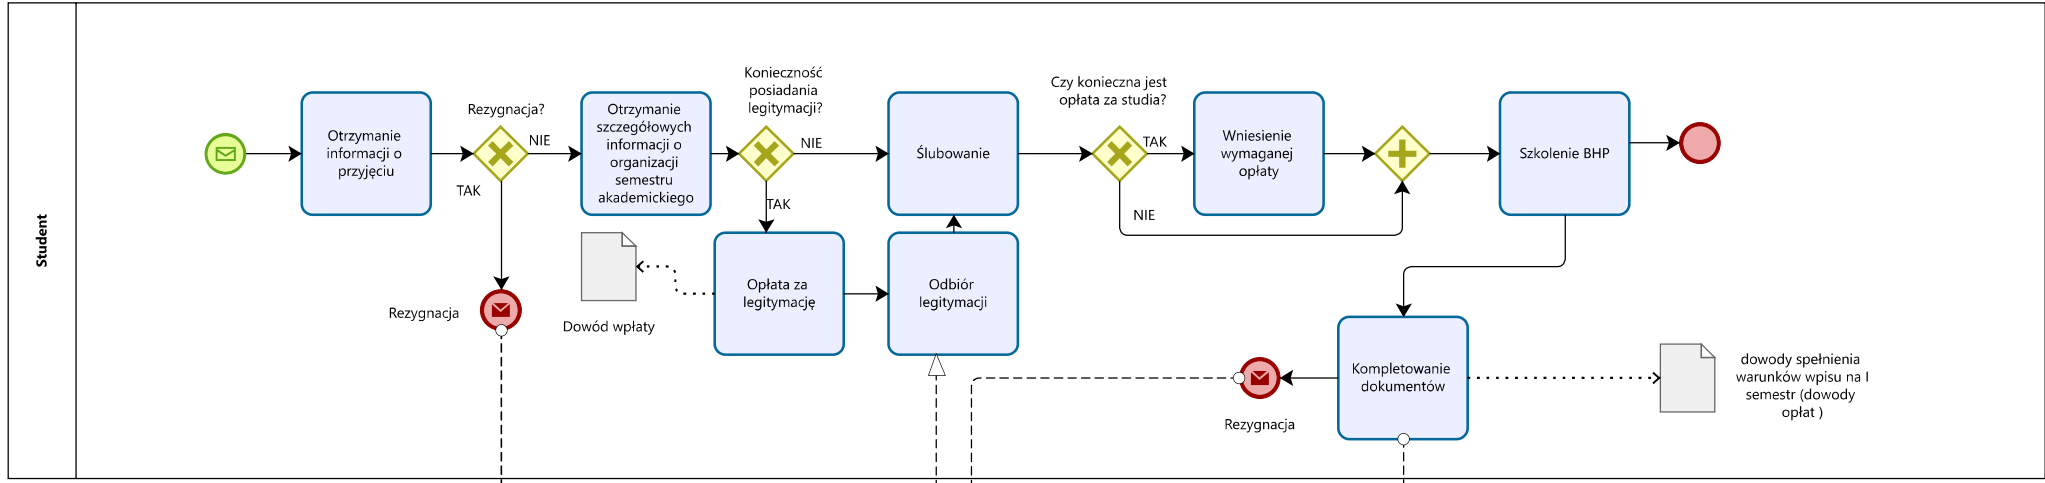 Student
Otrzymanie
informacji o
przyjęciu
Rezygnacja?
NIE
TAK
Rezygnacja
Otrzymanie
szczegółowych
informacji o
organizacji
semestru
akademickiego
Konieczność
posiadania
legitymacji?
NIE
TAK
Dowód wpłaty
Opłata za
legitymację
Odbiór
legitymacji
Ślubowanie
Czy konieczna jest
opłata za studia?
TAK
NIE
Wniesienie
wymaganej
opłaty
Szkolenie BHP
Rezygnacja
Kompletowanie
dokumentów
dowody spełnienia
warunków wpisu na I
semestr (dowody
opłat )